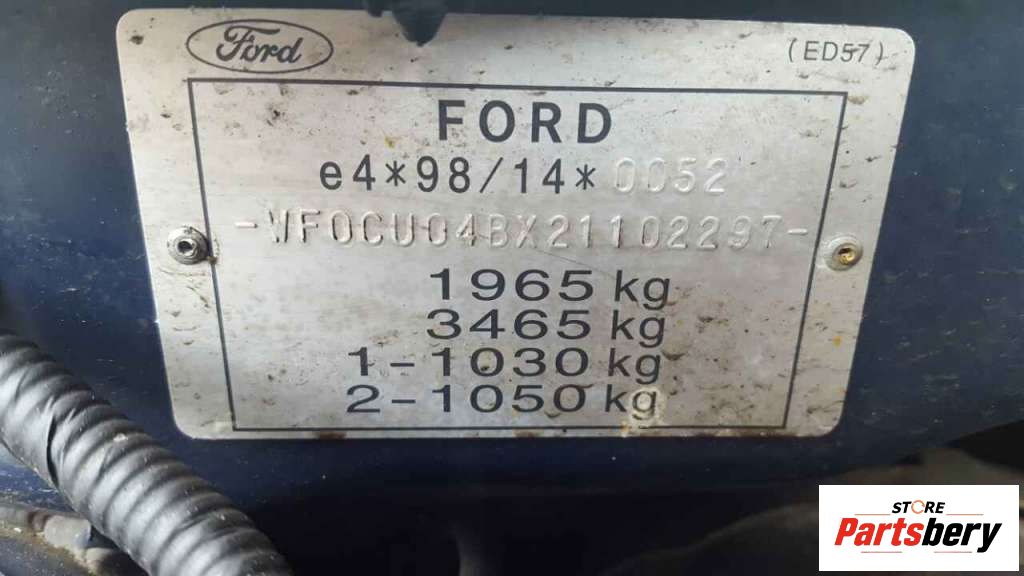 Ford
(ED57)
FORD
e4*98/14*0052
-WF0CU04BX21102297-
1965 kg
3465 kg
1-1030 kg
2-1050 kg
STORE
Partsbery